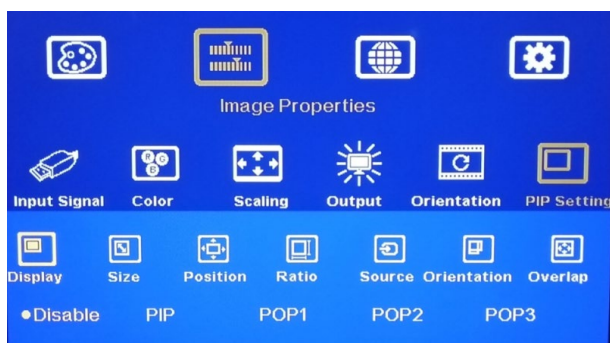 Image Properties
Input Signal Color Scaling Output Orientation PIP Setting
Display Size Position Ratio Source Orientation Overlap
Disable PIP POP1 POP2 POP3